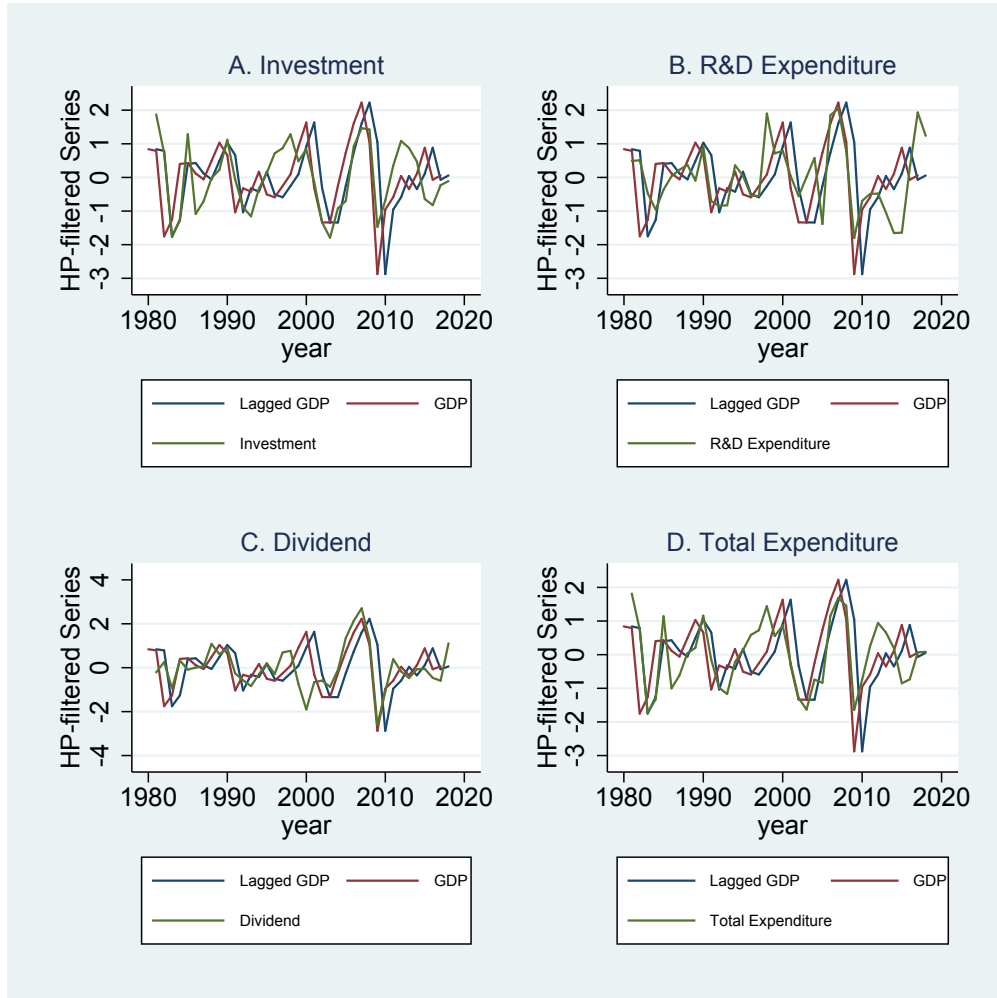 A. Investment
HP-filtered Series
2
1
0
-1
-2
-3
1980 1990 2000 2010 2020
year
Lagged GDP GDP
Investment
B. R&D Expenditure
HP-filtered Series
2
1
0
-1
-2
-3
1980 1990 2000 2010 2020
year
Lagged GDP GDP
R&D Expenditure
C. Dividend
HP-filtered Series
4
2
0
-2
-4
1980 1990 2000 2010 2020
year
Lagged GDP GDP
Dividend
D. Total Expenditure
HP-filtered Series
2
1
0
-1
-2
-3
1980 1990 2000 2010 2020
year
Lagged GDP GDP
Total Expenditure